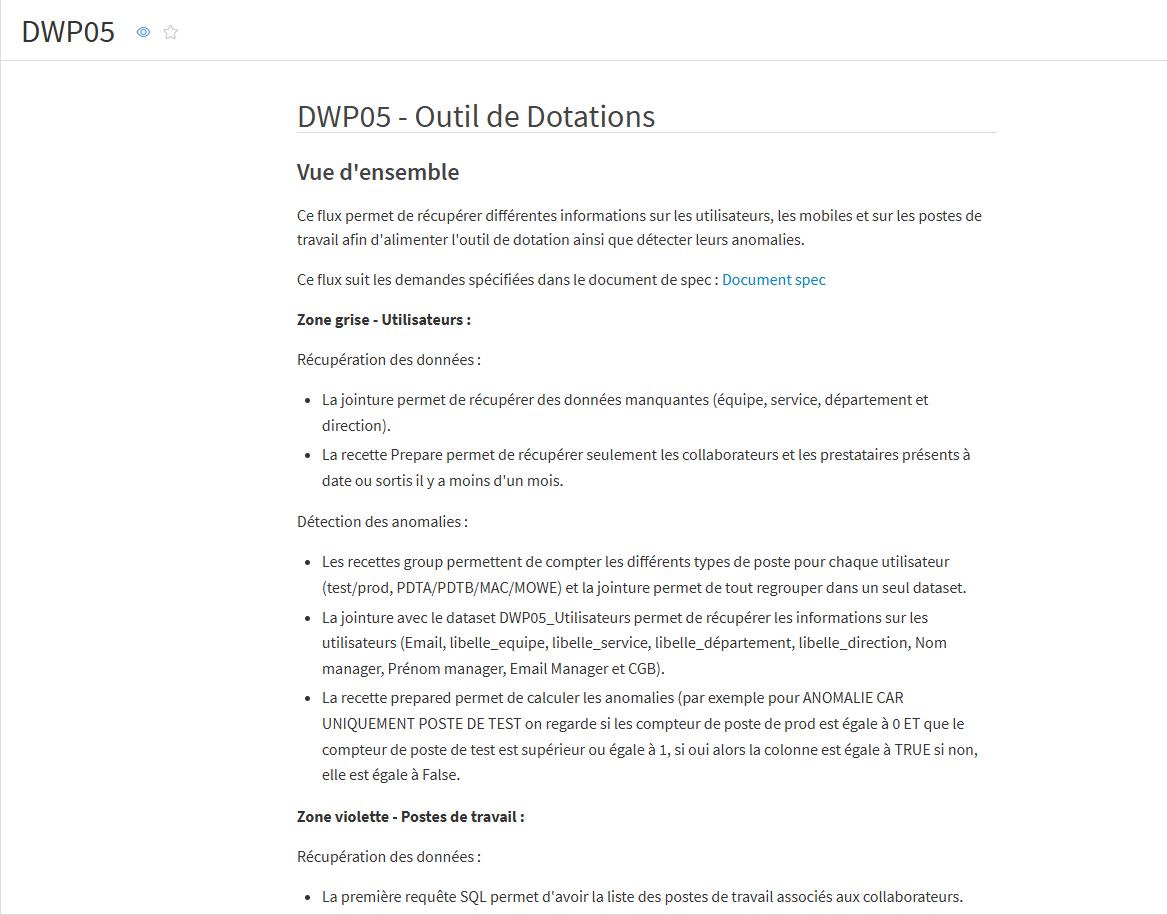 DWP05
DWP05 - Outil de Dotations
Vue d'ensemble
Ce flux permet de récupérer différentes informations sur les utilisateurs, les mobiles et sur les postes de
travail afin d'alimenter l'outil de dotation ainsi que détecter leurs anomalies.
Ce flux suit les demandes spécifiées dans le document de spec : Document spec
Zone grise - Utilisateurs :
Récupération des données :
• La jointure permet de récupérer des données manquantes (équipe, service, département et
direction).
• La recette Prepare permet de récupérer seulement les collaborateurs et les prestataires présents à
date ou sortis il y a moins d'un mois.
Détection des anomalies :
• Les recettes group permettent de compter les différents types de poste pour chaque utilisateur
(test/prod, PDTA/PDTB/MAC/MOWE) et la jointure permet de tout regrouper dans un seul dataset.
• La jointure avec le dataset DWP05_Utilisateurs permet de récupérer les informations sur les
utilisateurs (Email, libelle_equipe, libelle_service, libelle_département, libelle_direction, Nom
manager, Prénom manager, Email Manager et CGB).
• La recette prepared permet de calculer les anomalies (par exemple pour ANOMALIE CAR
UNIQUEMENT POSTE DE TEST on regarde si les compteur de poste de prod est égale à 0 ET que le
compteur de poste de test est supérieur ou égale à 1, si oui alors la colonne est égale à TRUE si non,
elle est égale à False.
Zone violette - Postes de travail :
Récupération des données :
• La première requête SQL permet d'avoir la liste des postes de travail associés aux collaborateurs.